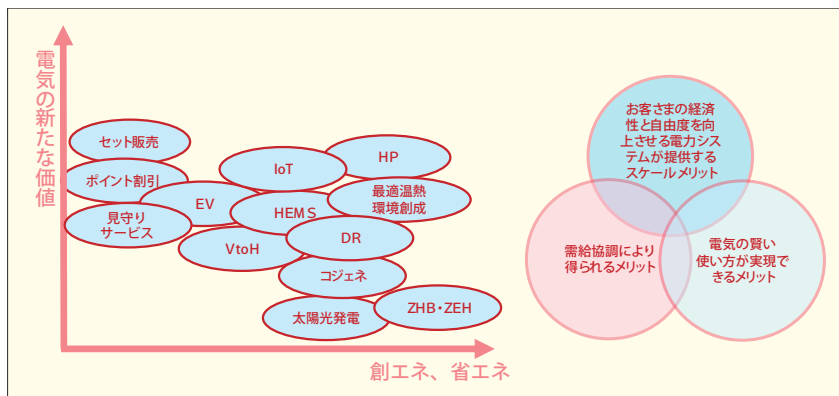 電気の新たな価値
セット販売
ポイント割引
見守り
サービス
EV
VtoH
IoT
HEMS
HP
最適温熱
環境創成
DR
コジェネ
太陽光発電
ZHB・ZEH
創エネ、省エネ
お客さまの経済
性と自由度を向
上させる電力シス
テムが提供する
スケールメリット
需給協調により
得られるメリット
電気の賢い
使い方が実現で
きるメリット